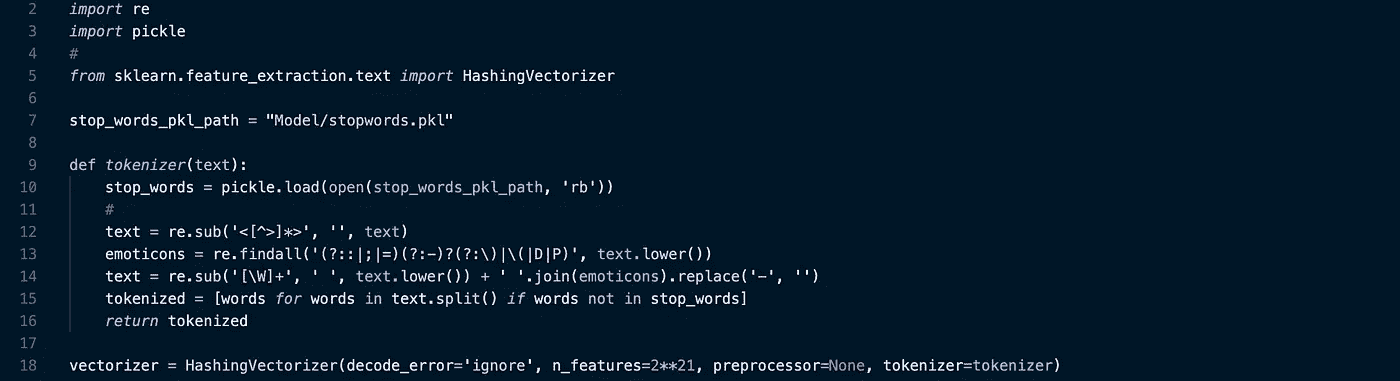 2 import re
3 import pickle
4 #
5 from sklearn.feature_extraction.text import HashingVectorizer
6
7 stop_words_pkl_path = "Model/stopwords.pkl"
8
9 def tokenizer(text):
10     stop_words = pickle.load(open(stop_words_pkl_path, 'rb'))
11     #
12     text = re.sub('<[^>]*>', '', text)
13     emoticons = re.findall('(?::|;|=)(?:-)?(?:\)|\(|D|P)', text.lower())
14     text = re.sub('[\W]+', ' ', text.lower()) + ' '.join(emoticons).replace('-', '')
15     tokenized = [words for words in text.split() if words not in stop_words]
16     return tokenized
17
18 vectorizer = HashingVectorizer(decode_error='ignore', n_features=2**21, preprocessor=None, tokenizer=tokenizer)